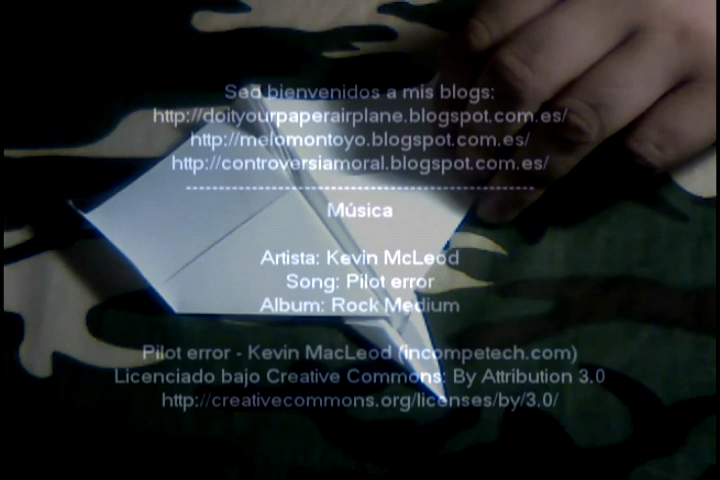 Sed bienvenidos a mis blogs:
http://doityourpaperairplane.blogspot.com.es/
http://melomontoyo.blogspot.com.es/
http://controversiamoral.blogspot.com.es/
------------------------------------------------
Música
Artista: Kevin McLeod
Song: Pilot error
Album: Rock Medium
Pilot error - Kevin MacLeod (incompetech.com)
Licenciado bajo Creative Commons: By Attribution 3.0
http://creativecommons.org/licenses/by/3.0/